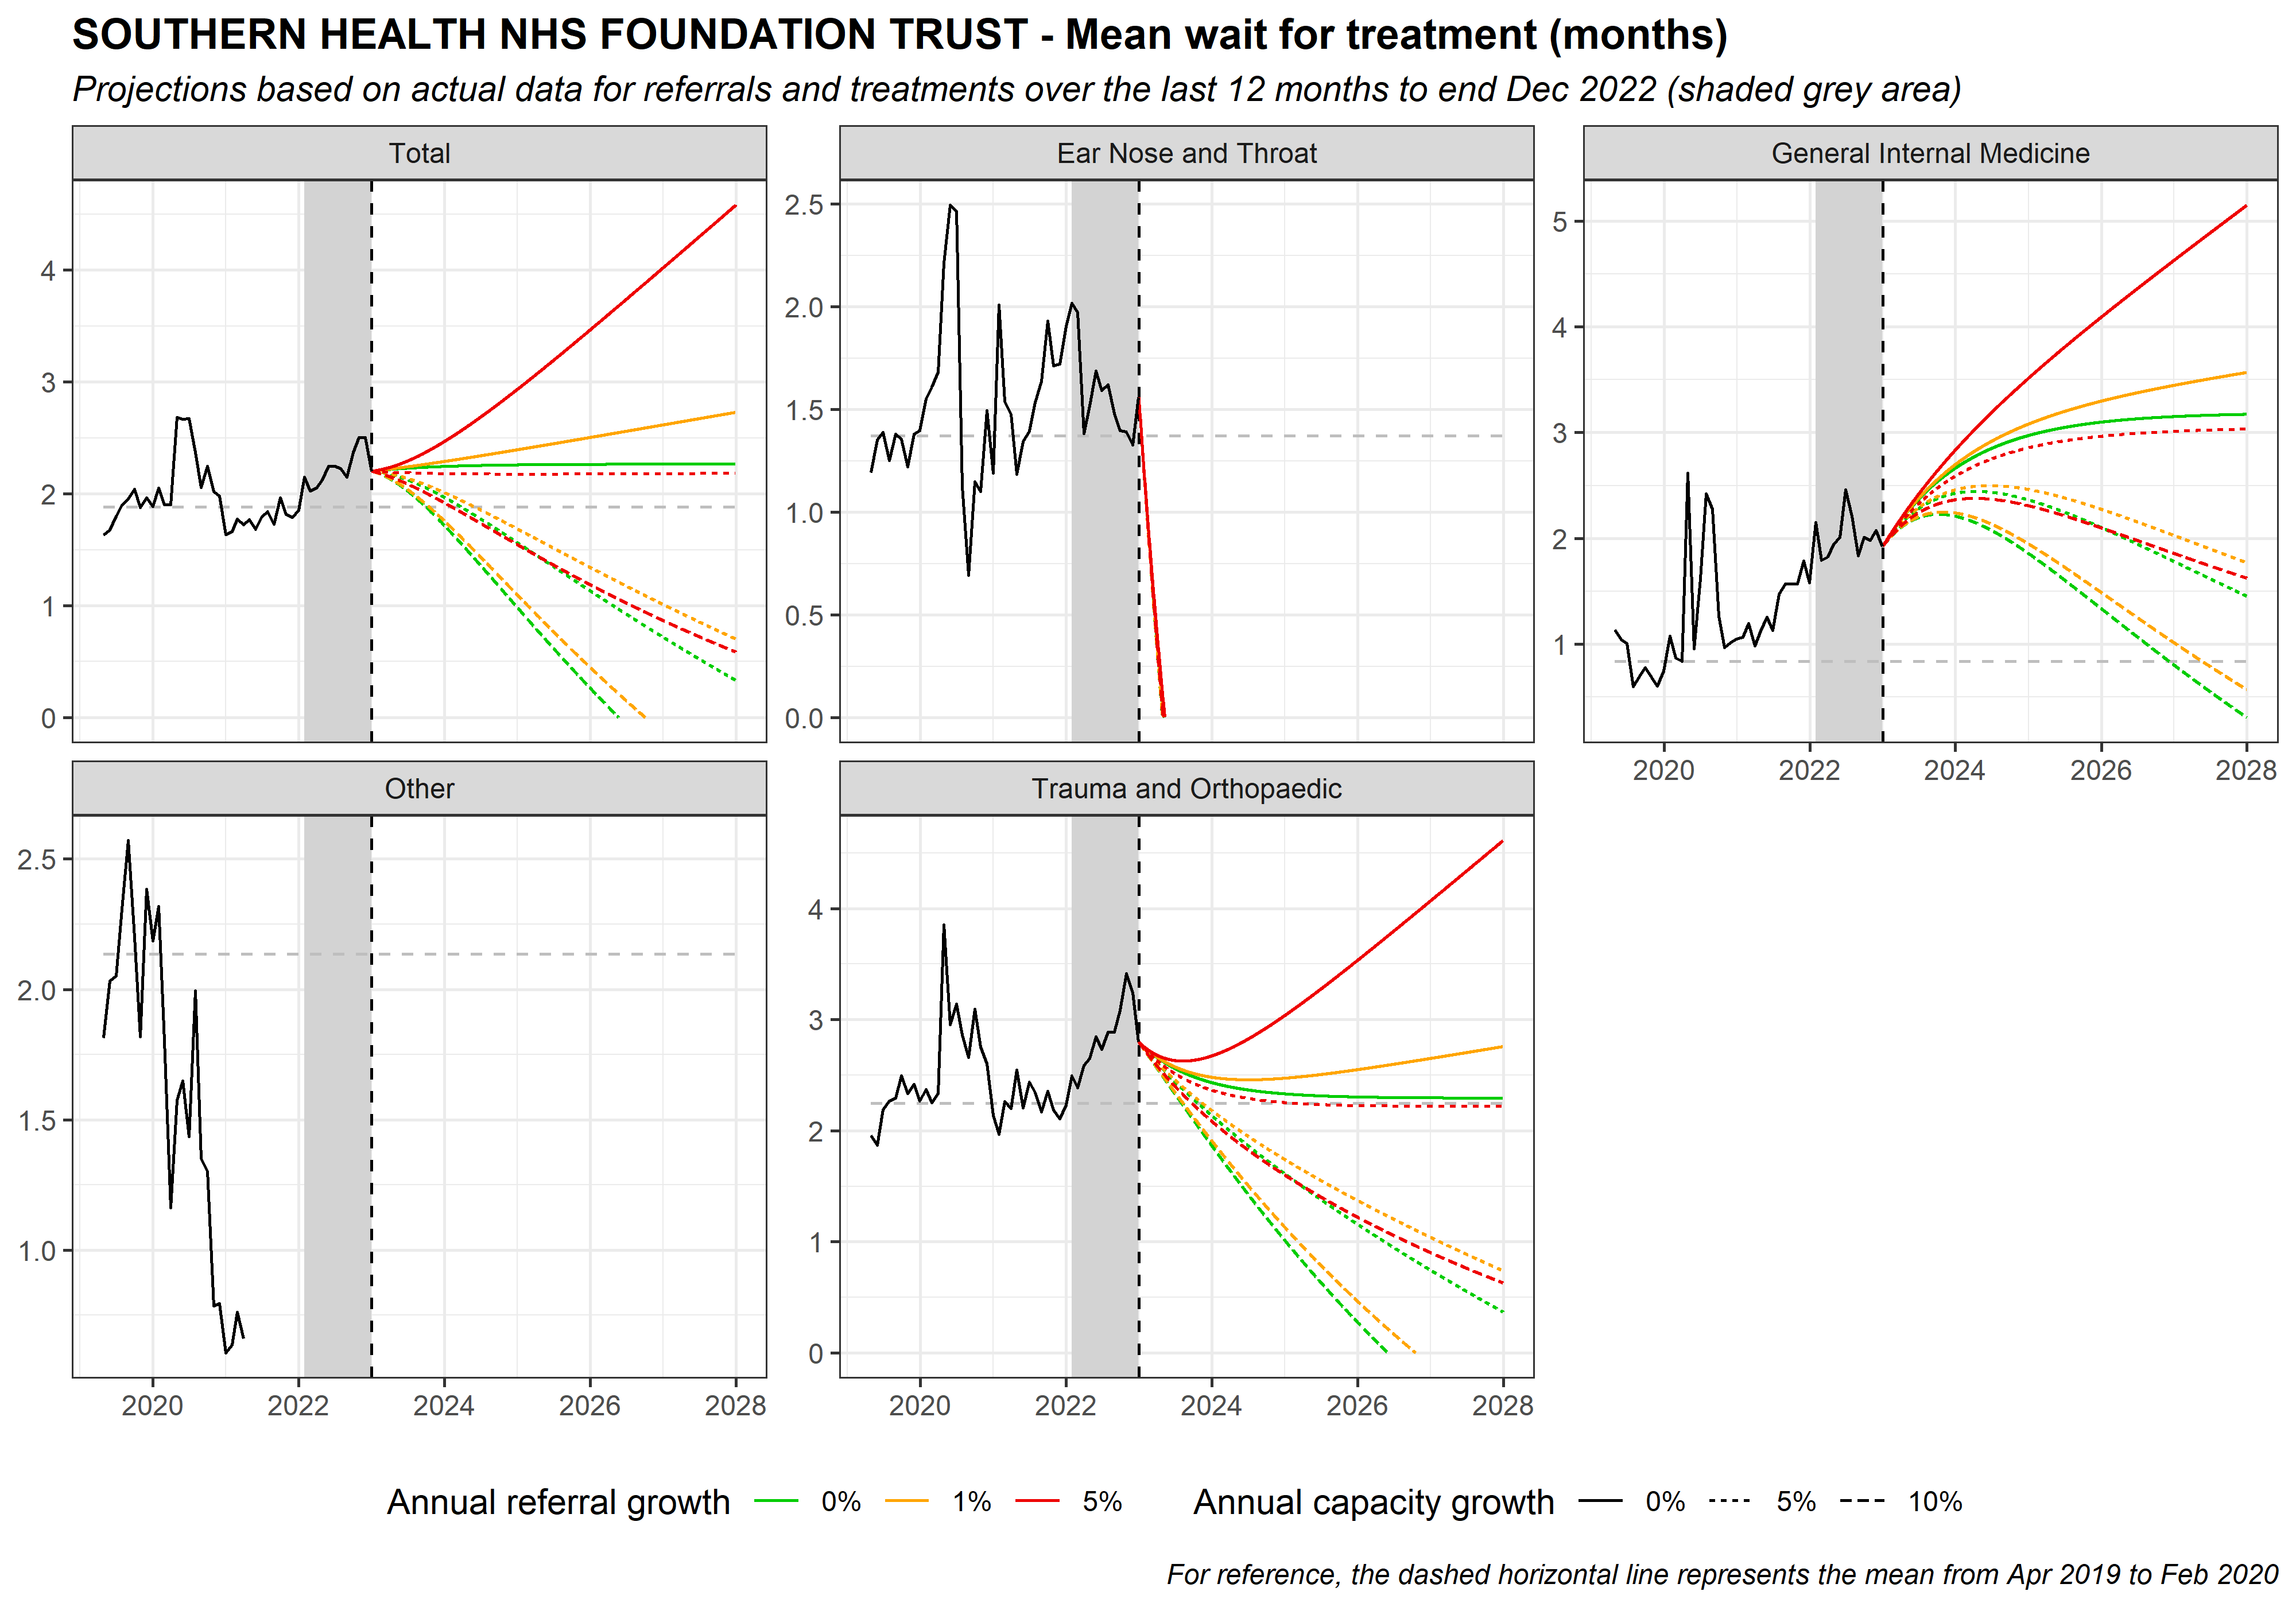 SOUTHERN HEALTH NHS FOUNDATION TRUST - Mean wait for treatment (months)
Projections based on actual data for referrals and treatments over the last 12 months to end Dec 2022 (shaded grey area)
Total
4
3
2
1
0
Ear Nose and Throat
2.5
2.0
1.5
1.0
0.5
0.0
General Internal Medicine
5
4
3
2
1
2020 2022 2024 2026 2028
Other
2.5
2.0
1.5
1.0
2020 2022 2024 2026 2028
Trauma and Orthopaedic
4
3
2
1
0
2020 2022 2024 2026 2028
Annual referral growth 0% 1% 5% Annual capacity growth 0% 5% 10%
For reference, the dashed horizontal line represents the mean from Apr 2019 to Feb 2020